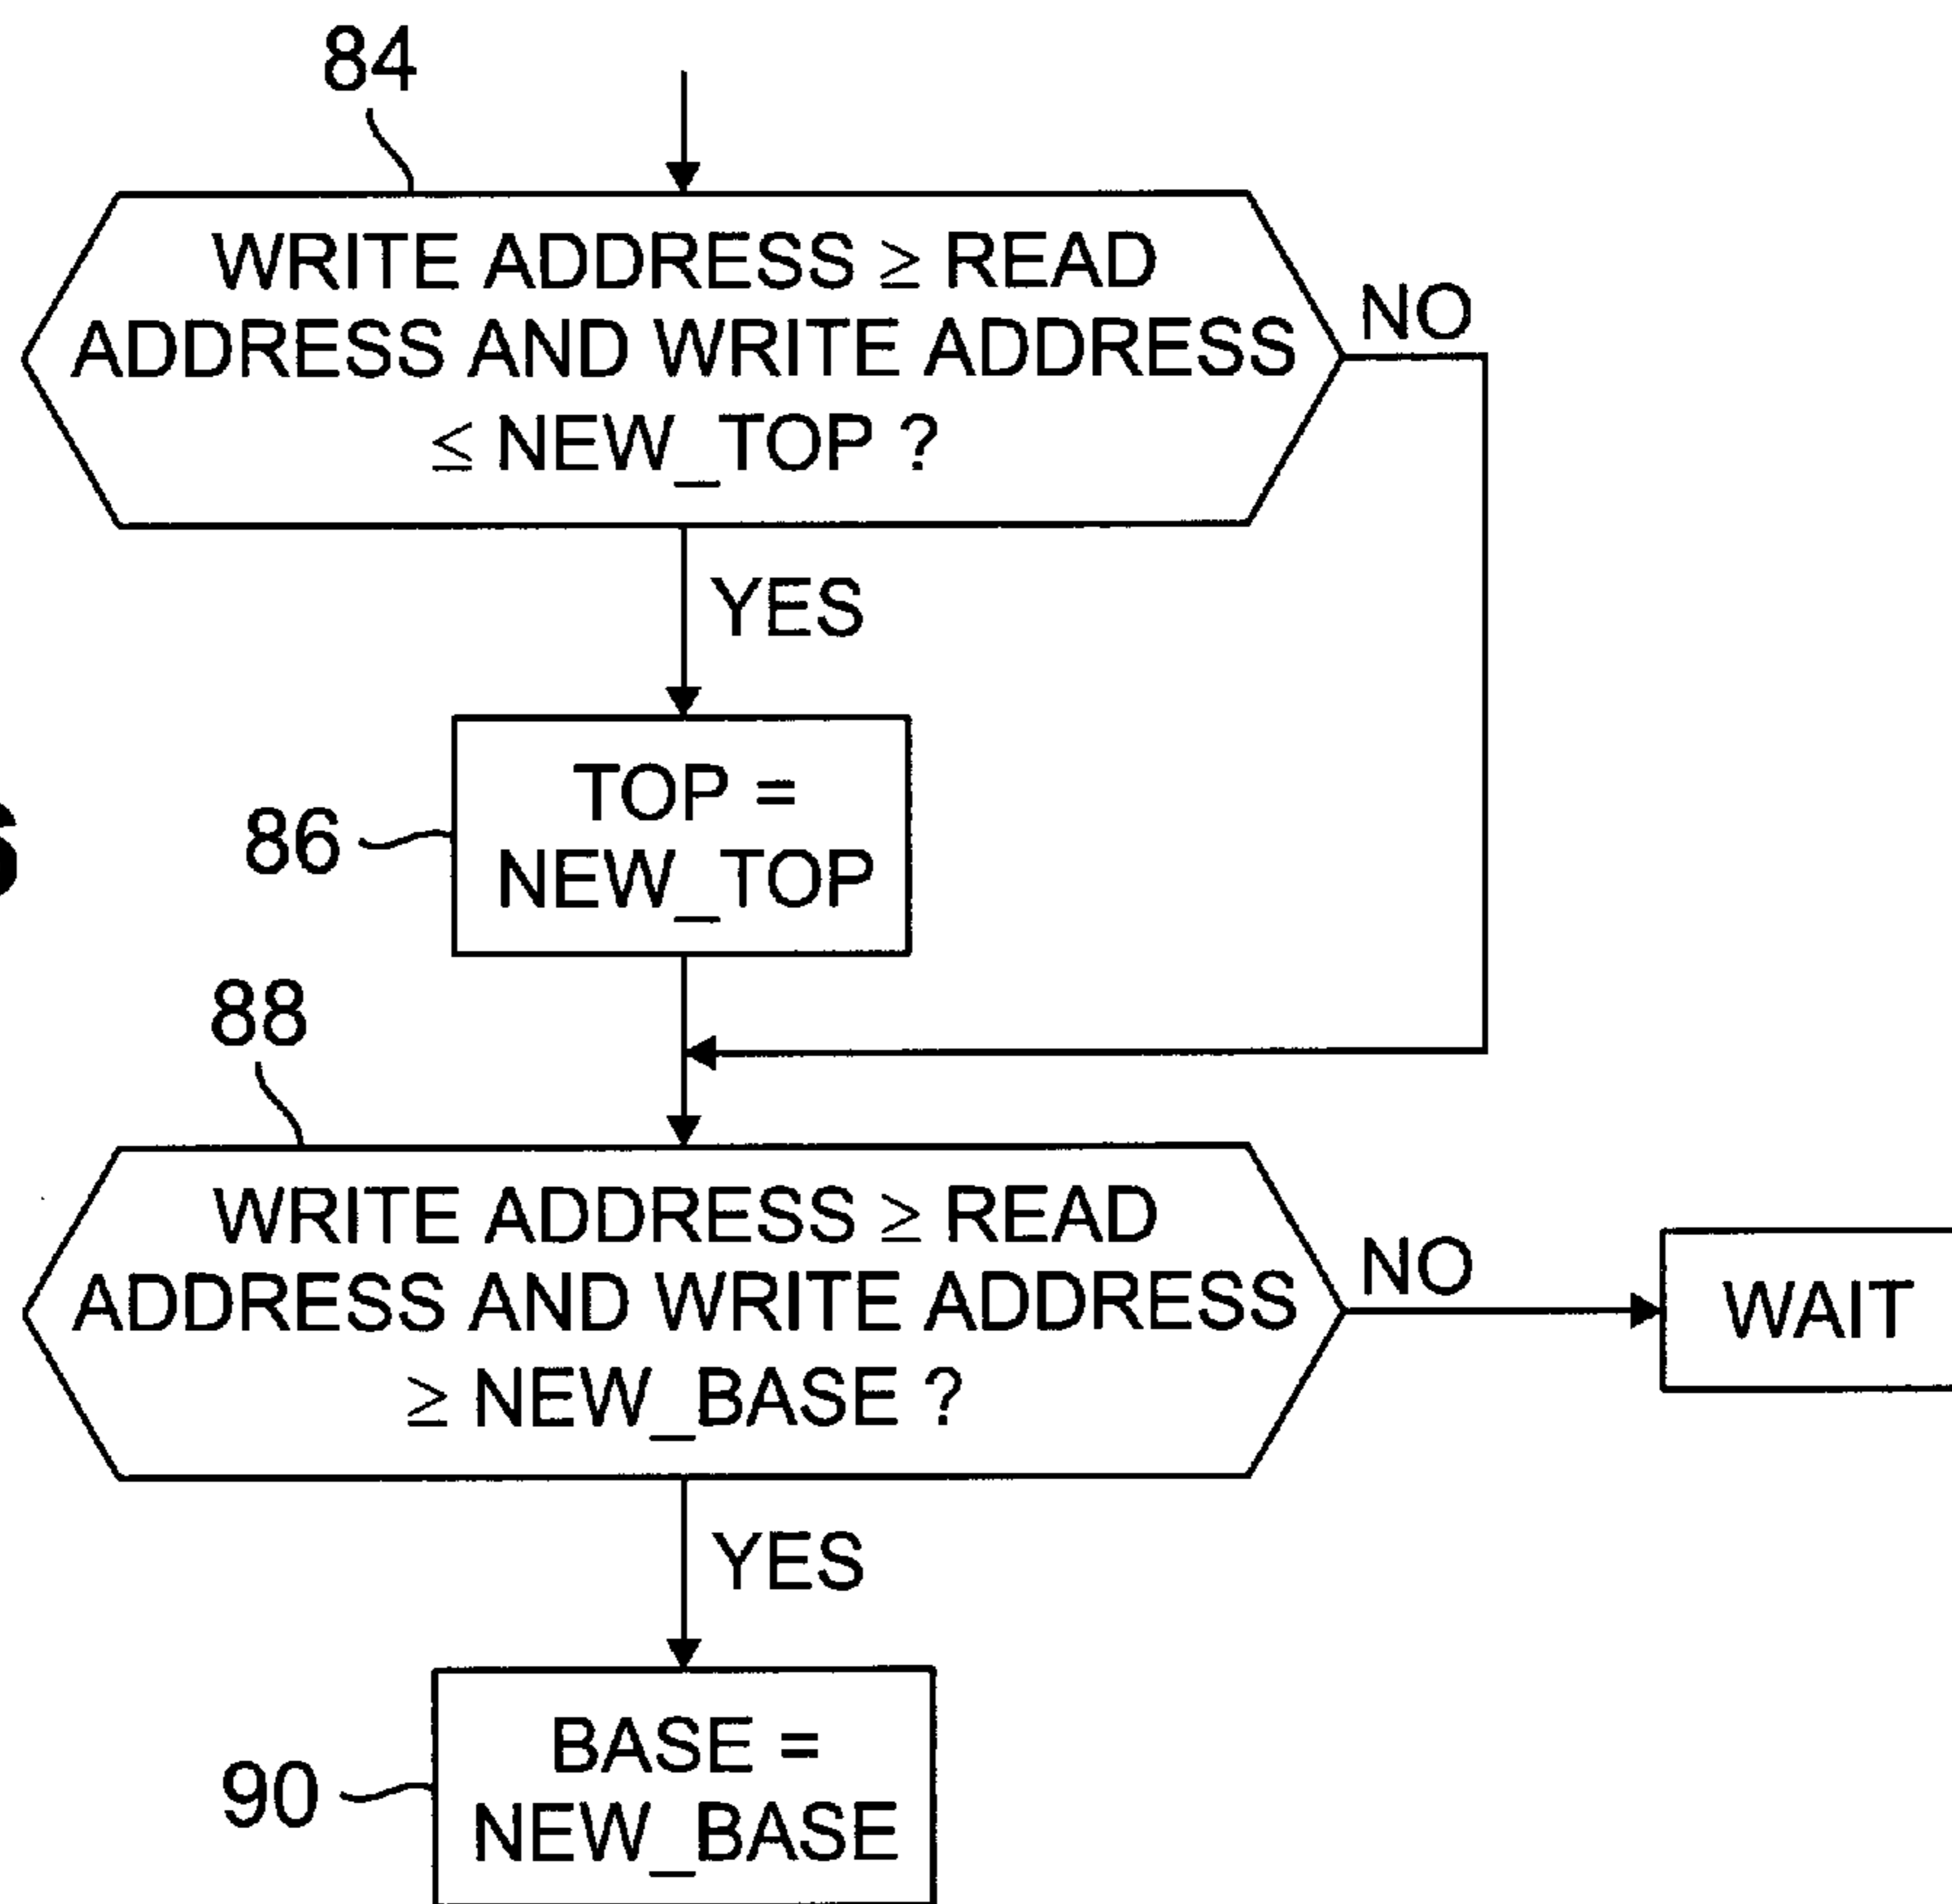 84
WRITE ADDRESS ≥ READ
ADDRESS AND WRITE ADDRESS
≤ NEW_TOP ?
NO
YES
TOP =
NEW_TOP
86
88
WRITE ADDRESS ≥ READ
ADDRESS AND WRITE ADDRESS
≥ NEW_BASE ?
NO
WAIT
YES
BASE =
NEW_BASE
90